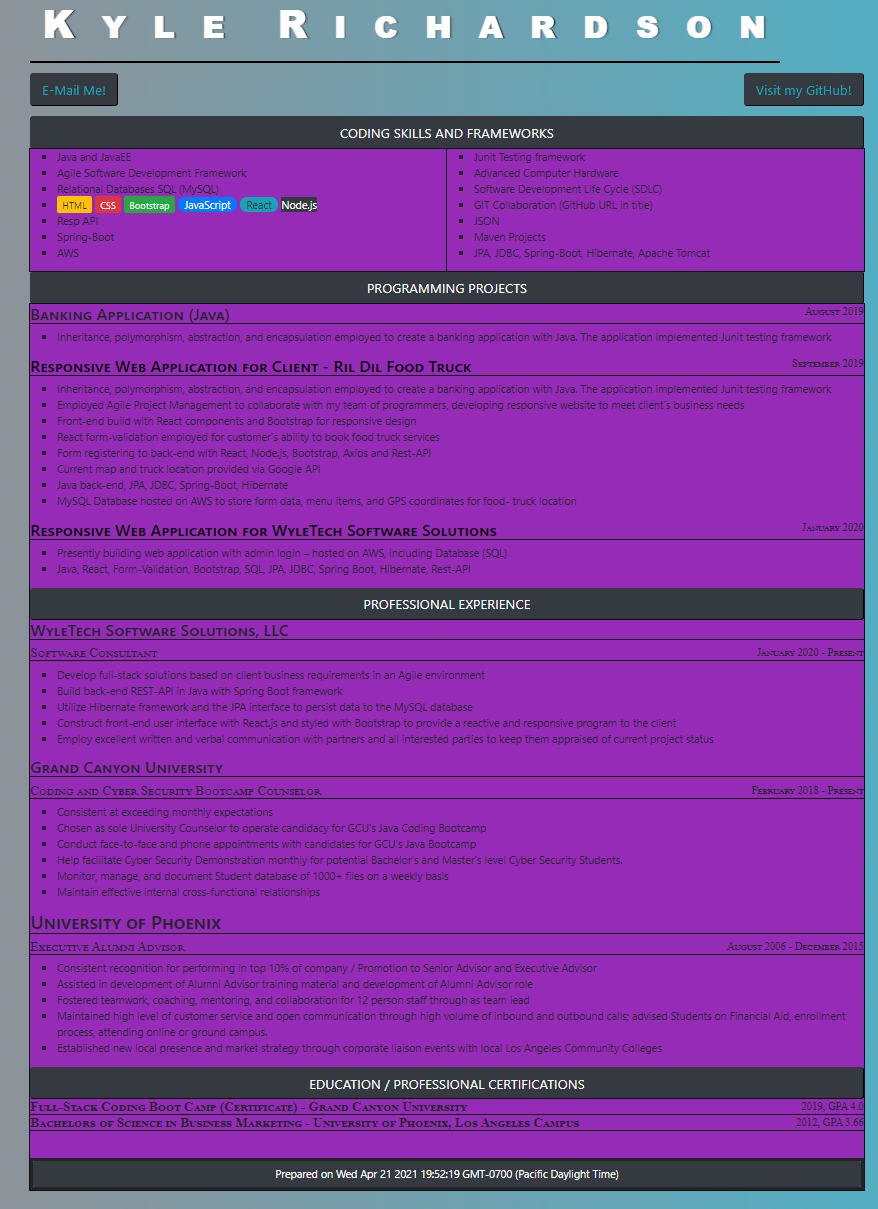 Kyle Richardson
E-Mail Me!
Visit my GitHub!
CODING SKILLS AND FRAMEWORKS
Java and JavaEE
Agile Software Development Framework
Relational Databases SQL (MySQL)
HTML CSS Bootstrap JavaScript React Node.js
Resp API
Spring-Boot
AWS
Junit Testing framework
Advanced Computer Hardware
Software Development Life Cycle (SDLC)
GIT Collaboration (GitHub URL in title)
JSON
Maven Projects
JPA, JDBC, Spring-Boot, Hibernate, Apache Tomcat
PROGRAMMING PROJECTS
Banking Application (Java) August 2019
Inheritance, polymorphism, abstraction, and encapsulation employed to create a banking application with Java. The application implemented Junit testing framework
Responsive Web Application for Client - Ril Dil Food Truck September 2019
Inheritance, polymorphism, abstraction, and encapsulation employed to create a banking application with Java. The application implemented Junit testing framework
Employed Agile Project Management to collaborate with my team of programmers, developing responsive website to meet client's business needs
Front-end build with React components and Bootstrap for responsive design
React form-validation employed for customer's ability to book food truck services
Form registering to back-end with React, Node.js, Bootstrap, Axios and Rest-API
Current map and truck location provided via Google API
Java back-end, JPA, JDBC, Spring-Boot, Hibernate
MySQL Database hosted on AWS to store form data, menu items, and GPS coordinates for food- truck location
Responsive Web Application for WyleTech Software Solutions January 2020
Presently building web application with admin login – hosted on AWS, including Database (SQL)
Java, React, Form-Validation, Bootstrap, SQL, JPA, JDBC, Spring Boot, Hibernate, Rest-API
PROFESSIONAL EXPERIENCE
WyleTech Software Solutions, LLC
Software Consultant January 2020 - Present
Develop full-stack solutions based on client business requirements in an Agile environment
Build back-end REST-API in Java with Spring Boot framework
Utilize Hibernate framework and the JPA interface to persist data to the MySQL database
Construct front-end user interface with React.js and styled with Bootstrap to provide a reactive and responsive program to the client
Employ excellent written and verbal communication with partners and all interested parties to keep them appraised of current project status
Grand Canyon University
Coding and Cyber Security Bootcamp Counselor February 2018 - Present
Consistent at exceeding monthly expectations
Chosen as sole University Counselor to operate candidacy for GCU's Java Coding Bootcamp
Conduct face-to-face and phone appointments with candidates for GCU's Java Bootcamp
Help facilitate Cyber Security Demonstration monthly for potential Bachelor's and Master's level Cyber Security Students.
Monitor, manage, and document Student database of 1000+ files on a weekly basis
Maintain effective internal cross-functional relationships
University of Phoenix
Executive Alumni Advisor August 2006 - December 2015
Consistent recognition for performing in top 10% of company / Promotion to Senior Advisor and Executive Advisor
Assisted in development of Alumni Advisor training material and development of Alumni Advisor role
Fostered teamwork, coaching, mentoring, and collaboration for 12 person staff through as team lead
Maintained high level of customer service and open communication through high volume of inbound and outbound calls; advised Students on Financial Aid, enrollment
process, attending online or ground campus.
Established new local presence and market strategy through corporate liaison events with local Los Angeles Community Colleges
EDUCATION / PROFESSIONAL CERTIFICATIONS
Full-Stack Coding Boot Camp (Certificate) - Grand Canyon University 2019, GPA 4.0
Bachelors of Science in Business Marketing - University of Phoenix, Los Angeles Campus 2012, GPA 3.66
Prepared on Wed Apr 21 2021 19:52:19 GMT-0700 (Pacific Daylight Time)